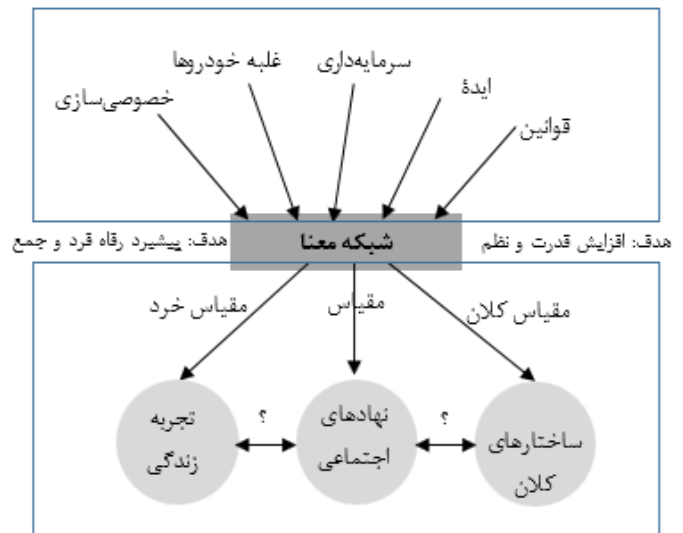 غلبه خودروها
سرمایه‌داری
ایدۀ
خصوصی‌سازی
قوانین
هدف: افزایش قدرت و نظم
شبکه معنا
هدف: پیشبرد رفاه فرد و جمع
مقیاس کلان
مقیاس
مقیاس خرد
ساختارهای
کلان
؟
نهادهای
اجتماعی
؟
تجربه
زندگی